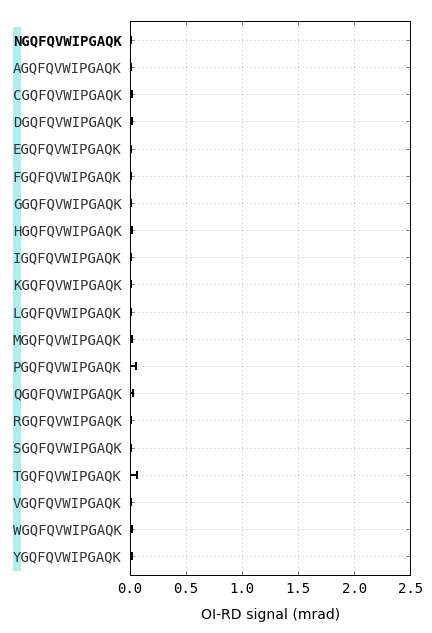 NGQFQVWIPGAQK
AGQFQVWIPGAQK
CGQFQVWIPGAQK
DGQFQVWIPGAQK
EGQFQVWIPGAQK
FGQFQVWIPGAQK
GGQFQVWIPGAQK
HGQFQVWIPGAQK
IGQFQVWIPGAQK
KGQFQVWIPGAQK
LGQFQVWIPGAQK
MGQFQVWIPGAQK
PGQFQVWIPGAQK
QGQFQVWIPGAQK
RGQFQVWIPGAQK
SGQFQVWIPGAQK
TGQFQVWIPGAQK
VGQFQVWIPGAQK
WGQFQVWIPGAQK
YGQFQVWIPGAQK
0.0 0.5 1.0 1.5 2.0 2.5
OI-RD signal (mrad)